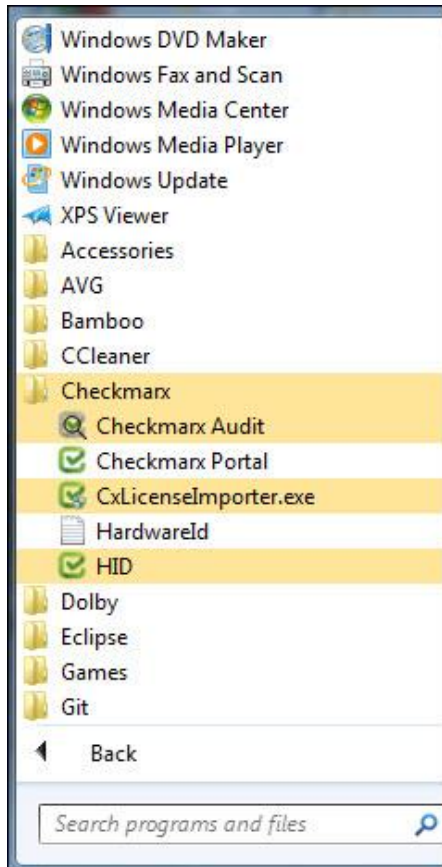 Windows DVD Maker
Windows Fax and Scan
Windows Media Center
Windows Media Player
Windows Update
XPS Viewer
Accessories
AVG
Bamboo
CCleaner
Checkmarx
Checkmarx Audit
Checkmarx Portal
CxLicenseImporter.exe
HardwareId
HID
Dolby
Eclipse
Games
Git
Back
Search programs and files